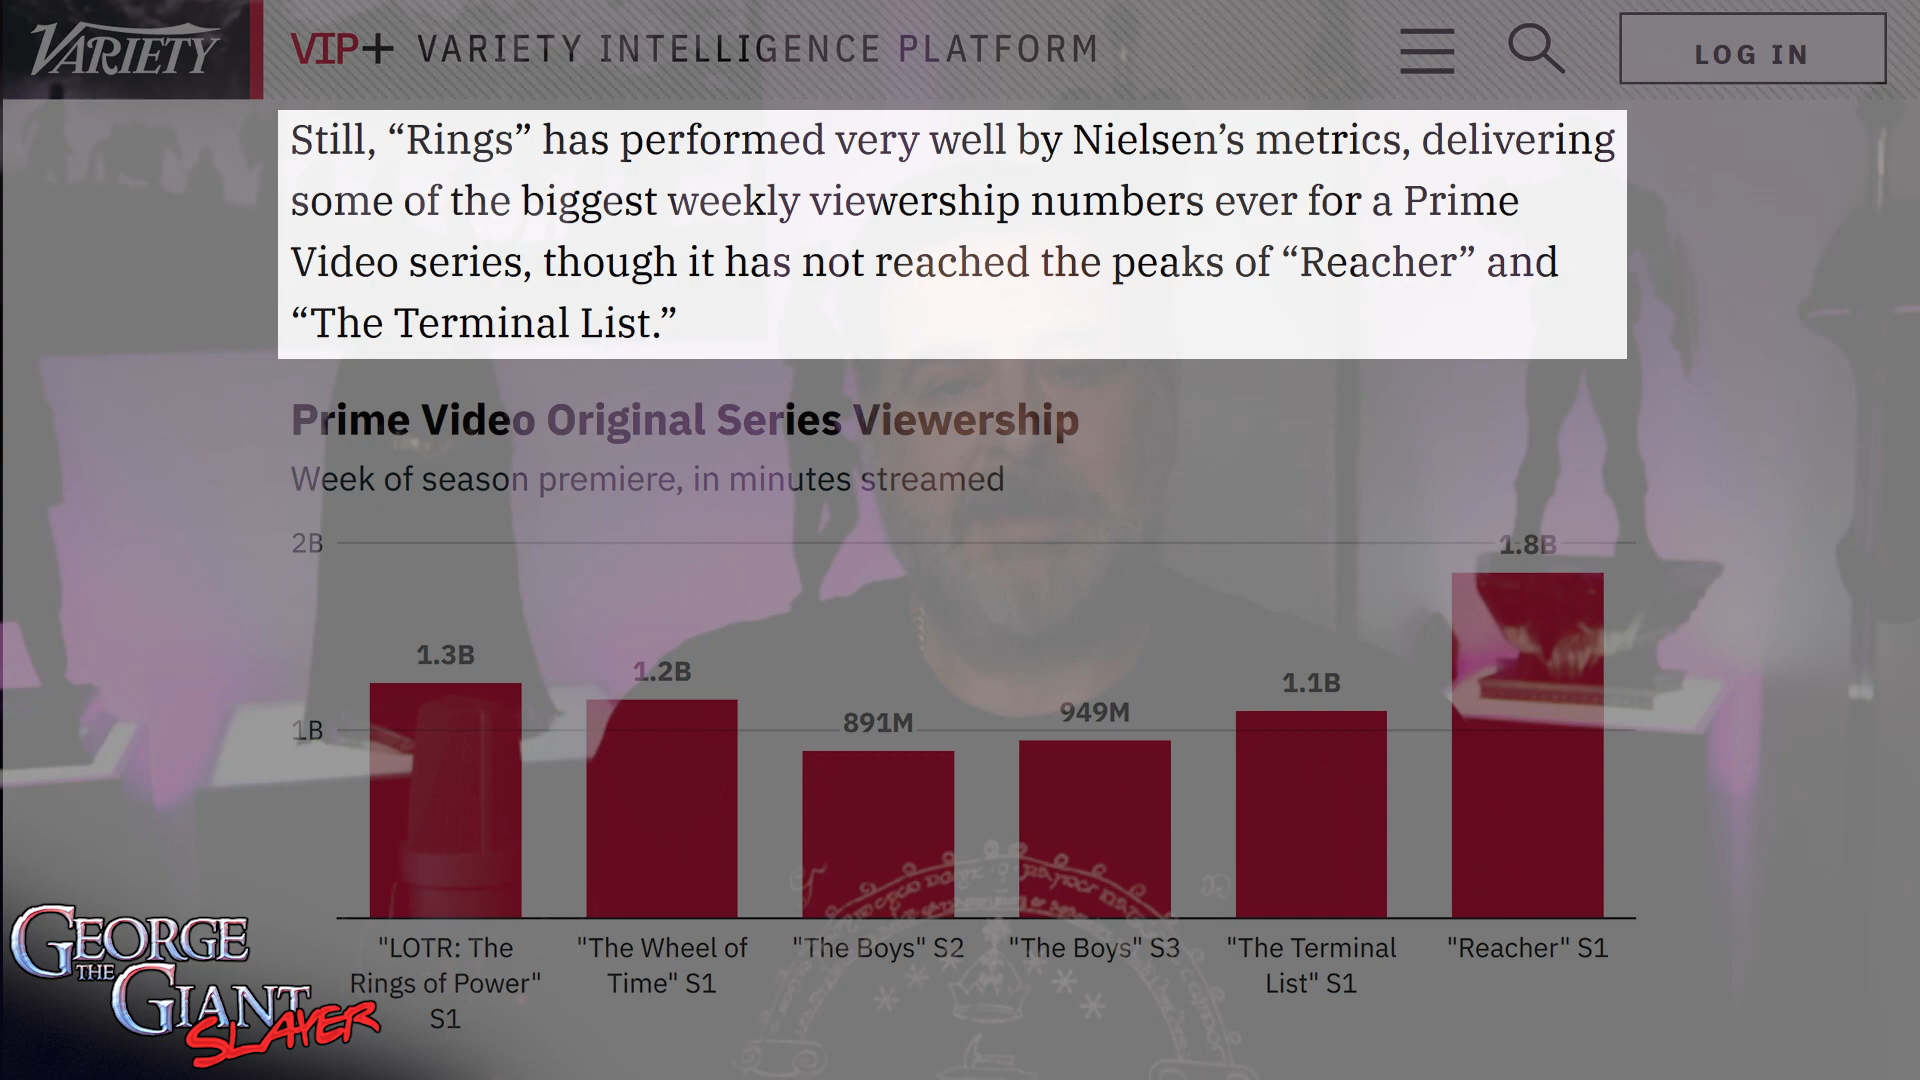 VARIETY
VIP+ VARIETY INTELLIGENCE PLATFORM
LOG IN
Still, “Rings” has performed very well by Nielsen’s metrics, delivering
some of the biggest weekly viewership numbers ever for a Prime
Video series, though it has not reached the peaks of “Reacher” and
“The Terminal List.”
Prime Video Original Series Viewership
Week of season premiere, in minutes streamed
2B
1B
1.3B
1.2B
891M
949M
1.1B
1.8B
"LOTR: The
Rings of Power"
S1
"The Wheel of
Time" S1
"The Boys" S2
"The Boys" S3
"The Terminal
List" S1
"Reacher" S1
GEORGE
THE
GIANT
SLAYER